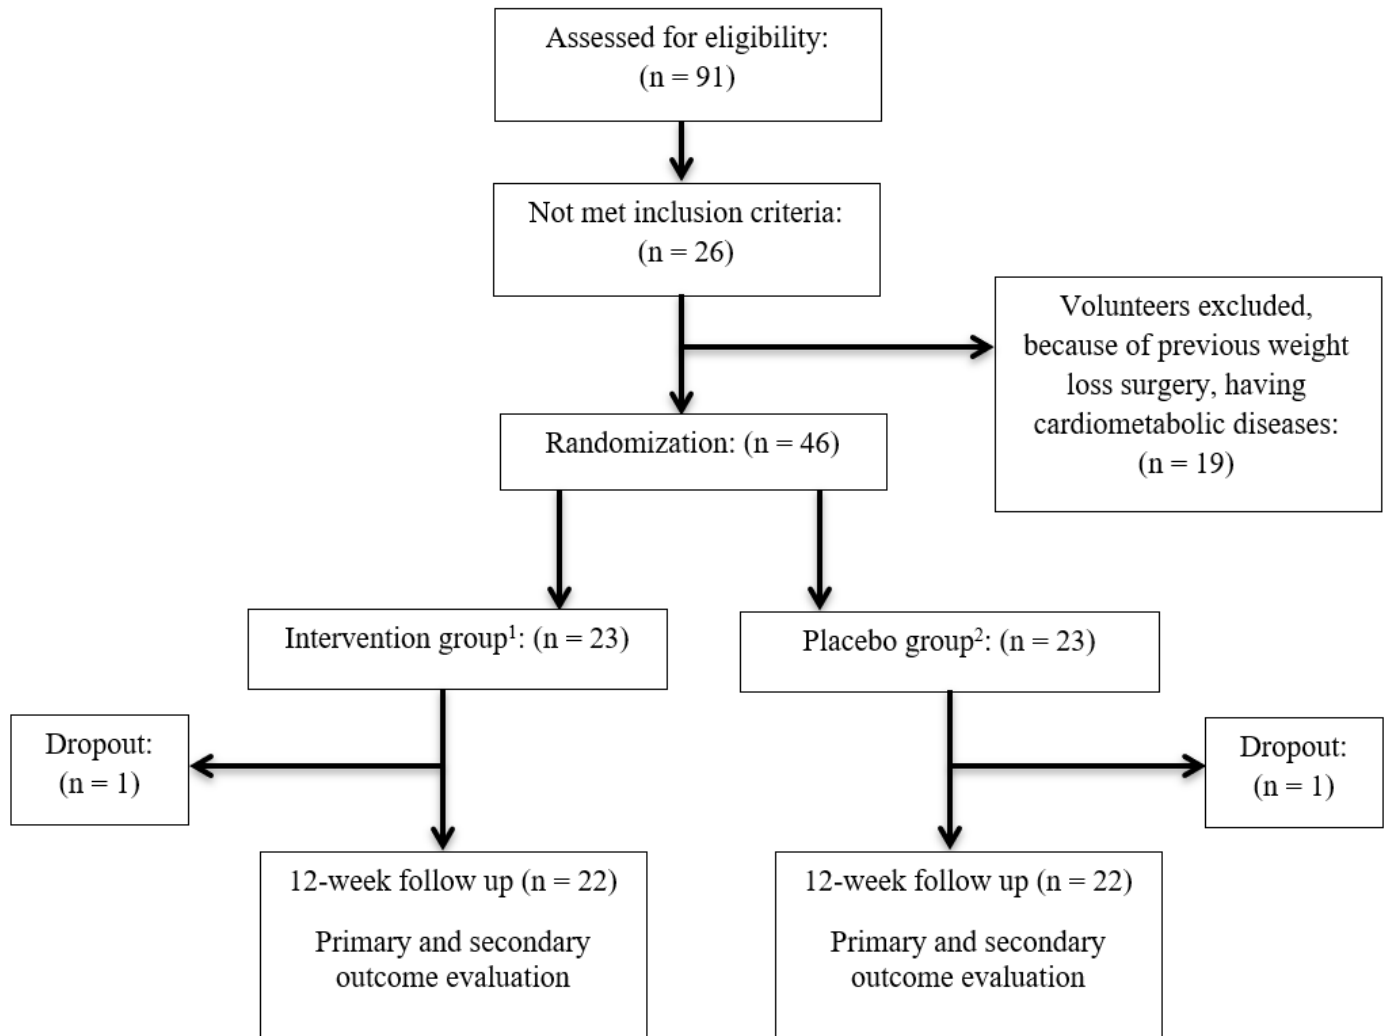 Assessed for eligibility:
(n = 91)
Not met inclusion criteria:
(n = 26)
Volunteers excluded,
because of previous weight
loss surgery, having
cardiometabolic diseases:
(n = 19)
Randomization: (n = 46)
Intervention group¹: (n = 23)
Placebo group²: (n = 23)
Dropout:
(n = 1)
Dropout:
(n = 1)
12-week follow up (n = 22)
Primary and secondary
outcome evaluation
12-week follow up (n = 22)
Primary and secondary
outcome evaluation